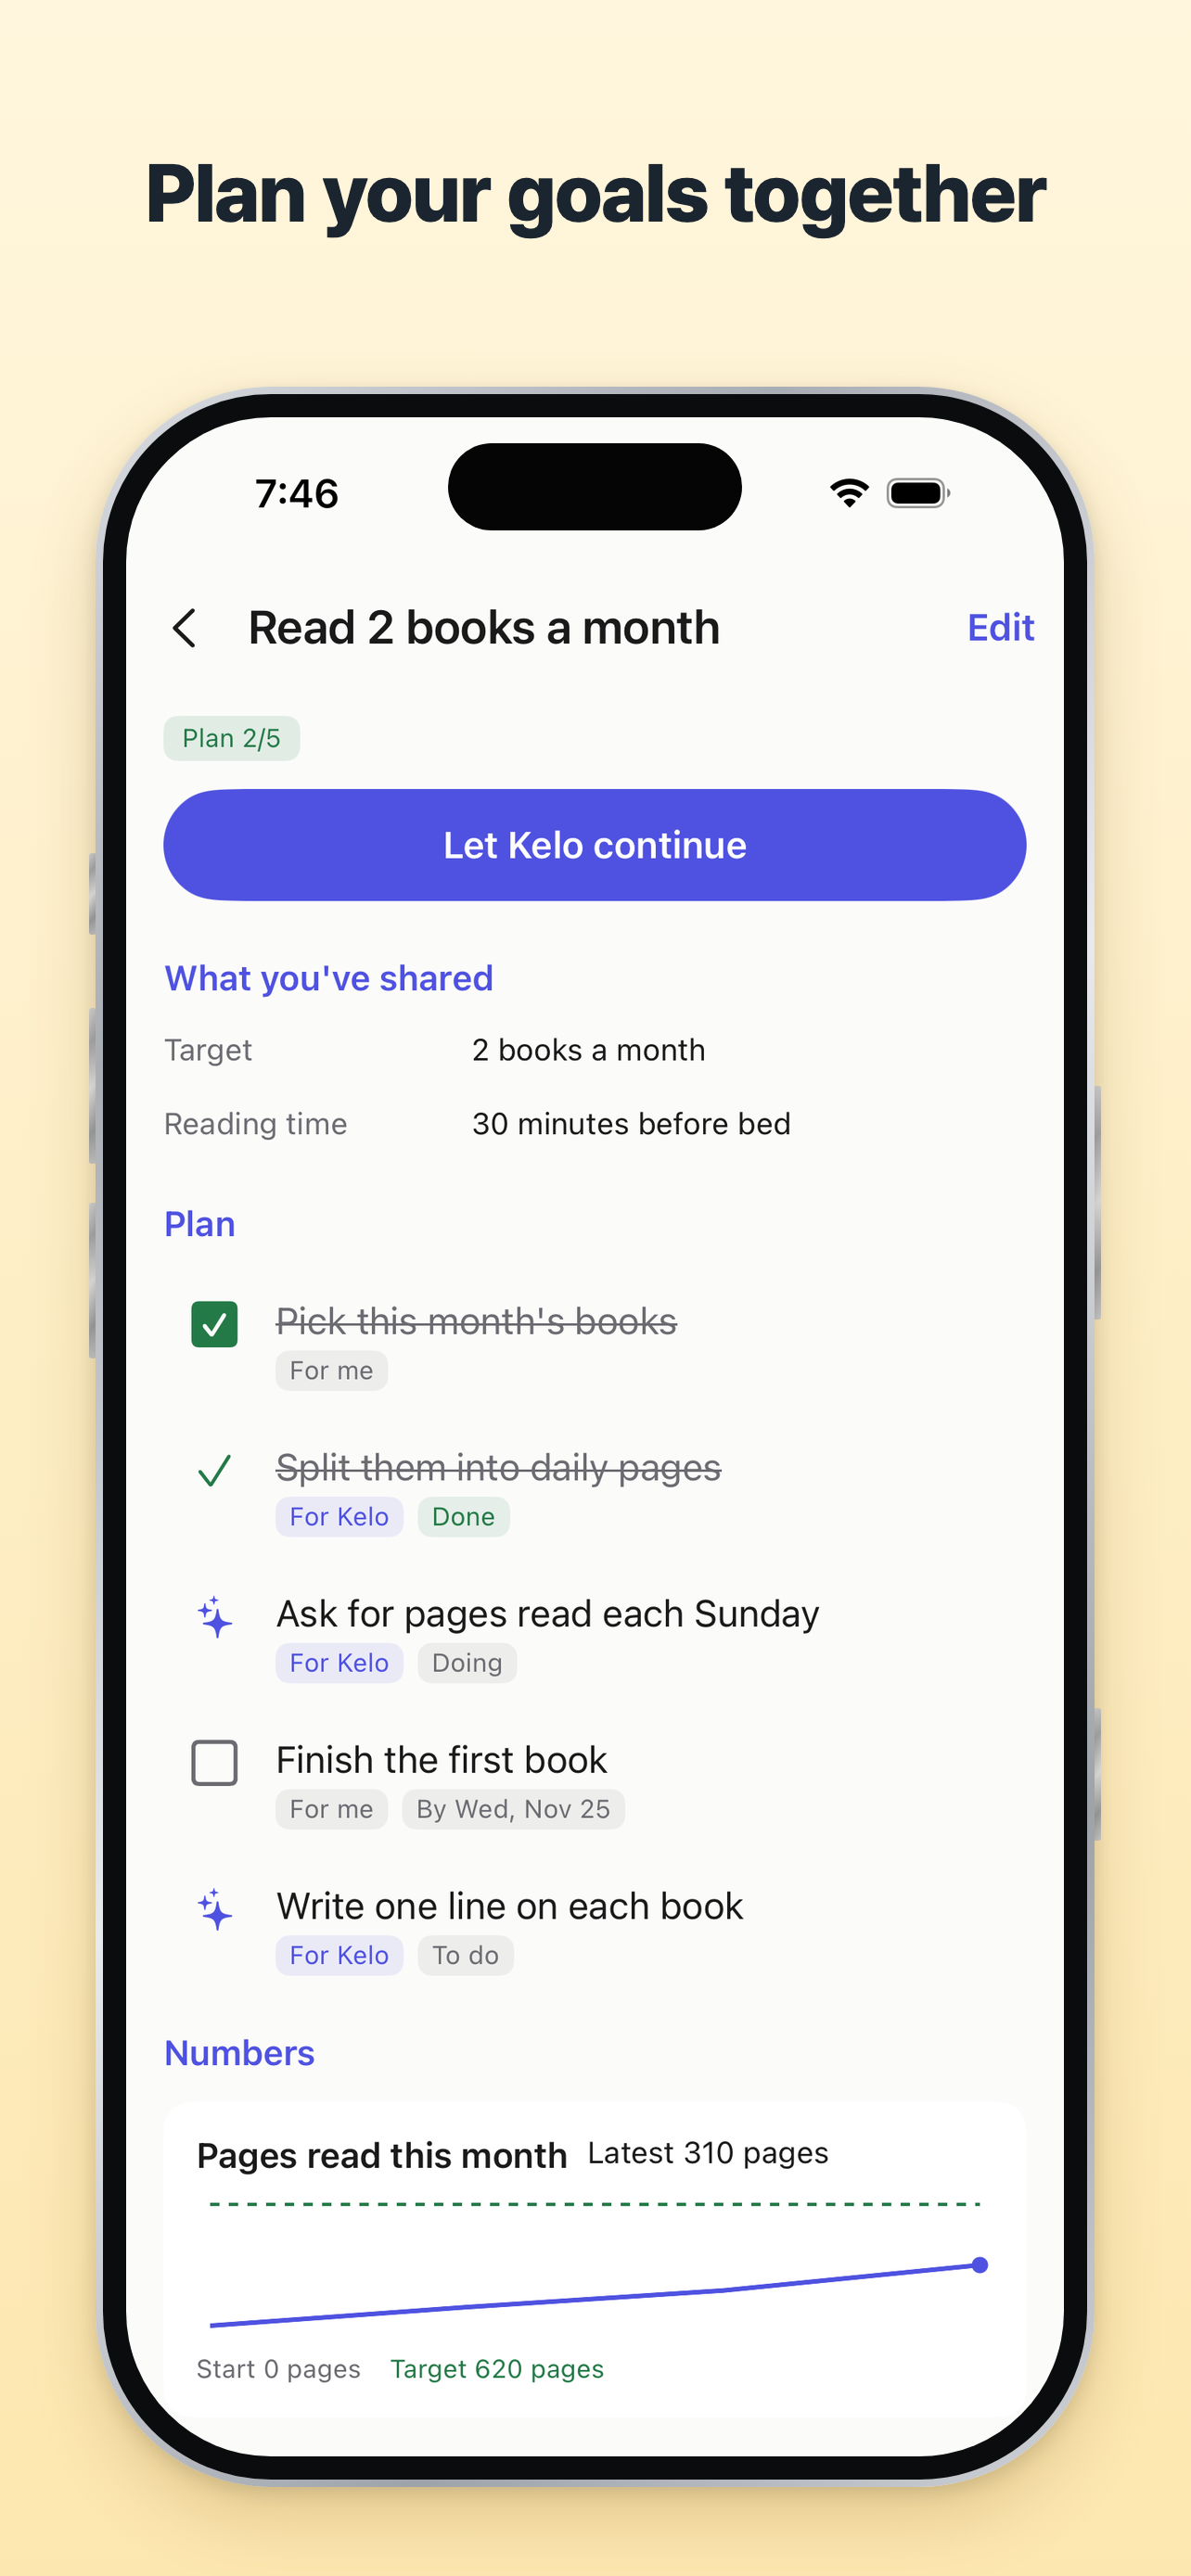 Plan your goals together
7:46
Read 2 books a month
Edit
Plan 2/5
Let Kelo continue
What you've shared
Target 2 books a month
Reading time 30 minutes before bed
Plan
Pick this month's books
For me
Split them into daily pages
For Kelo Done
Ask for pages read each Sunday
For Kelo Doing
Finish the first book
For me By Wed, Nov 25
Write one line on each book
For Kelo To do
Numbers
Pages read this month Latest 310 pages
Start 0 pages Target 620 pages